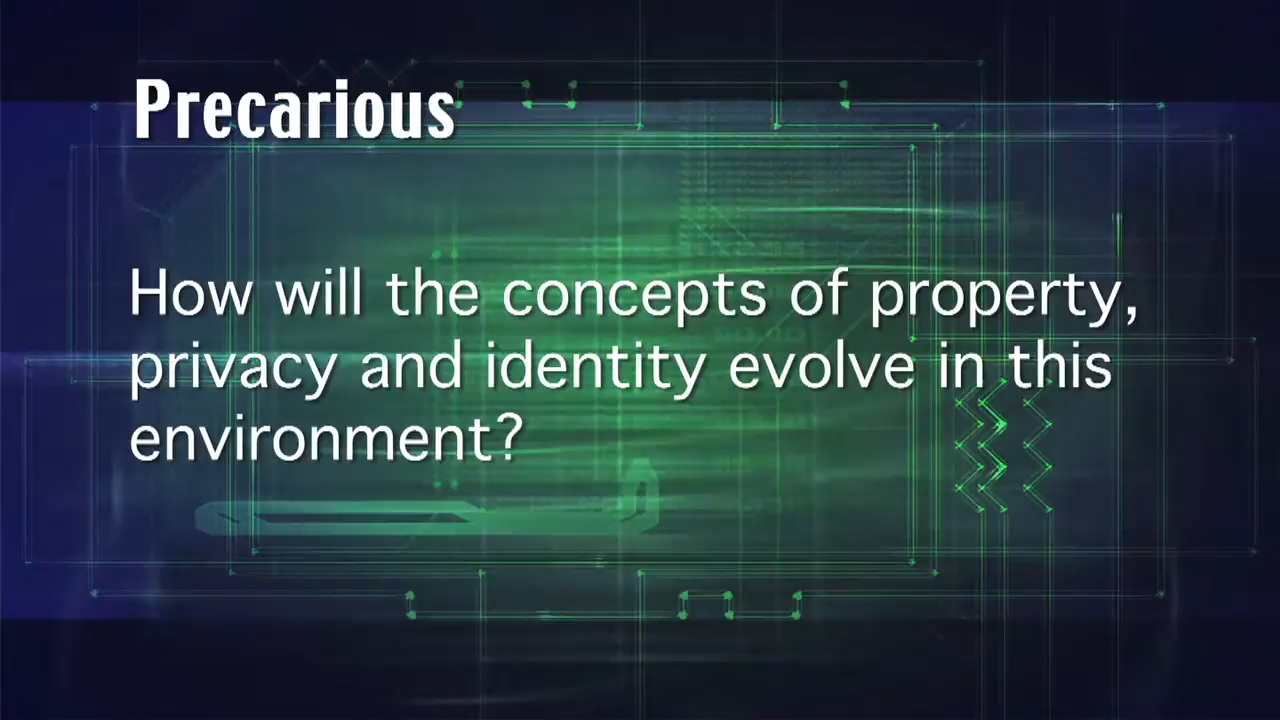 Precarious
How will the concepts of property,
privacy and identity evolve in this
environment?